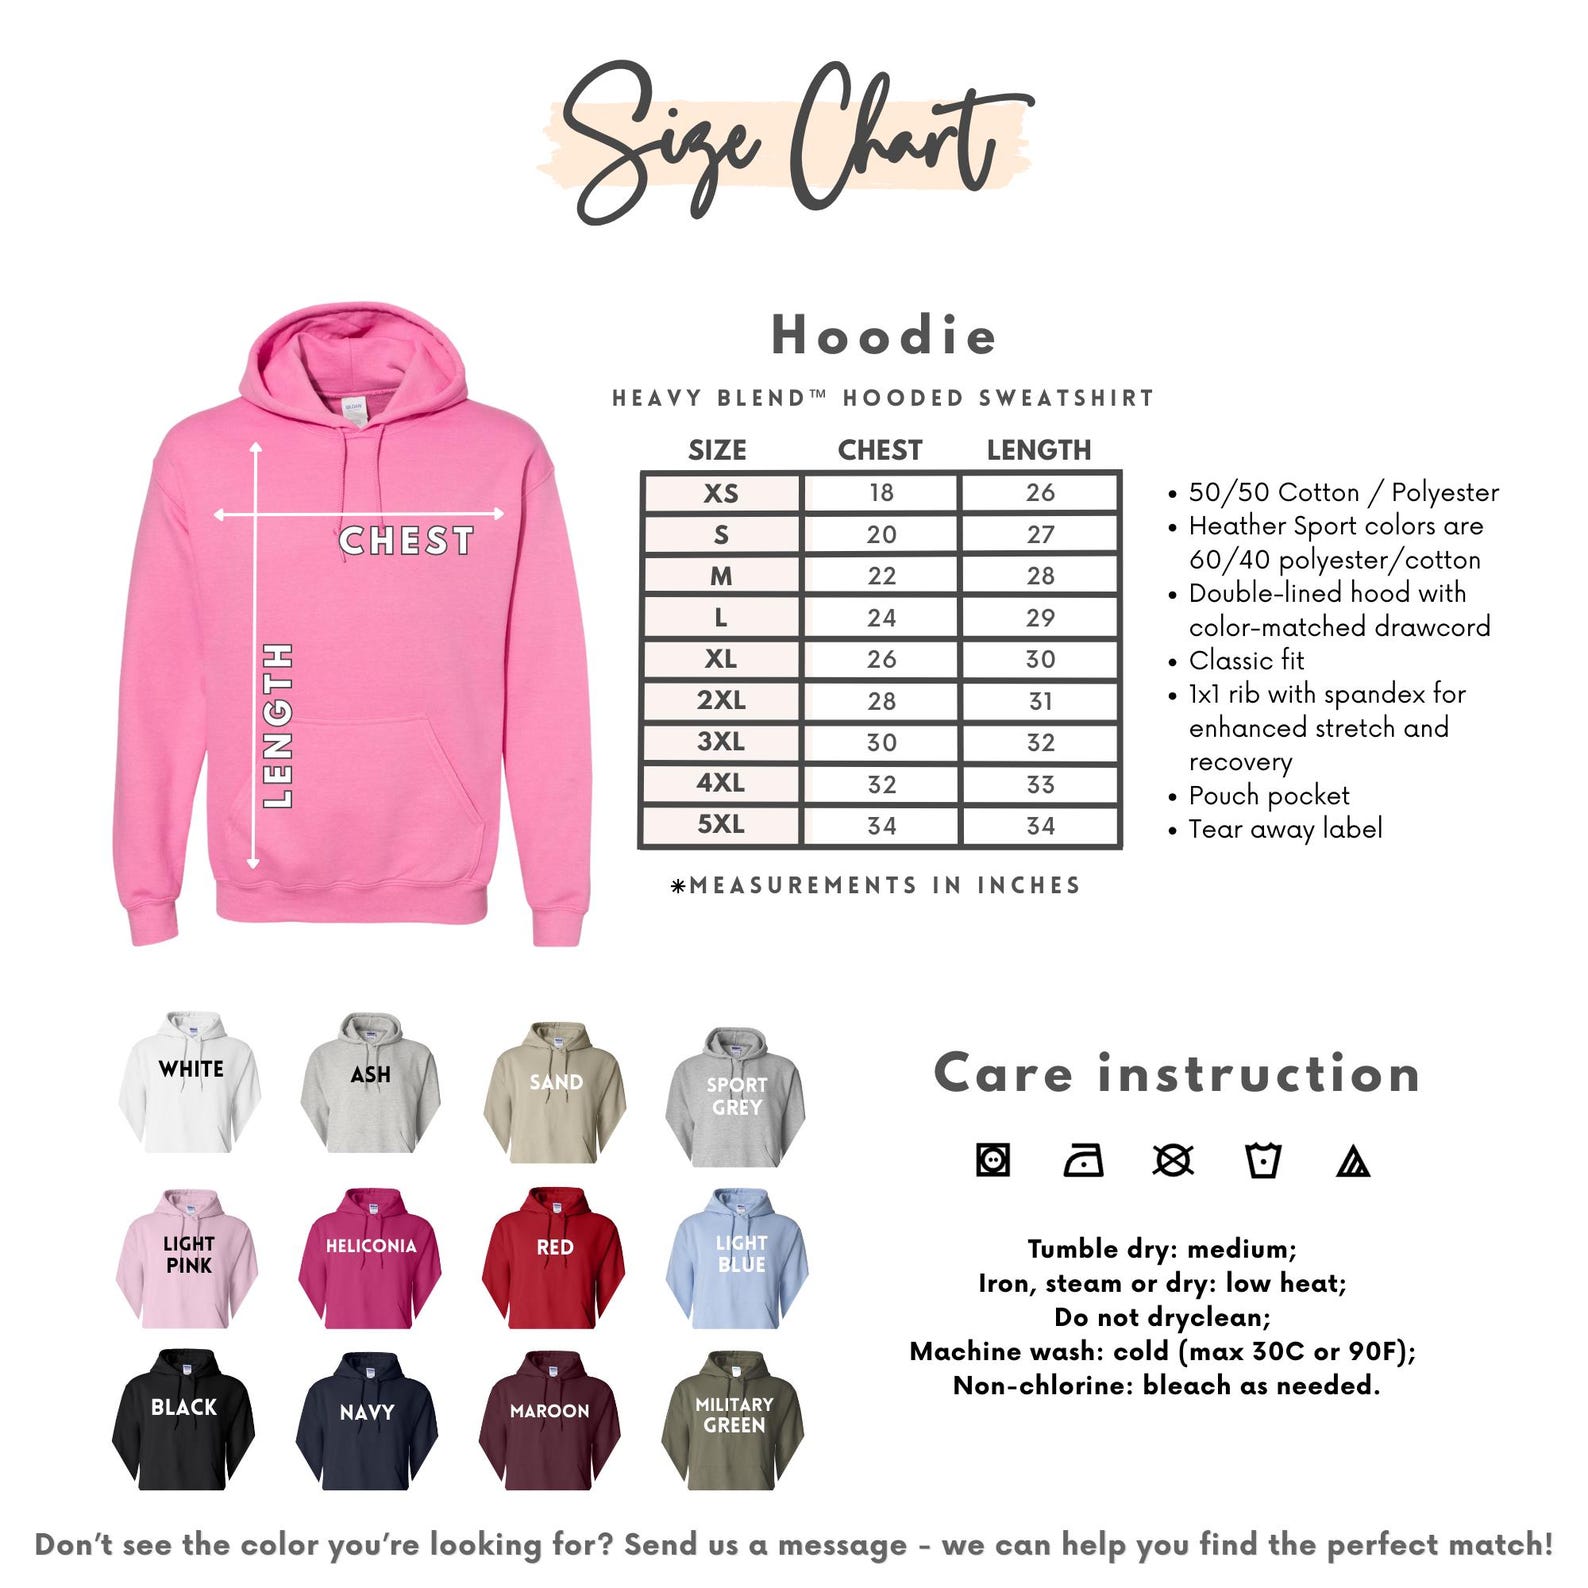 Size Chart
Hoodie
HEAVY BLEND™ HOODED SWEATSHIRT
SIZE CHEST LENGTH
XS 18 26
S 20 27
M 22 28
L 24 29
XL 26 30
2XL 28 31
3XL 30 32
4XL 32 33
5XL 34 34
*MEASUREMENTS IN INCHES
CHEST
LENGTH
• 50/50 Cotton / Polyester
• Heather Sport colors are
60/40 polyester/cotton
• Double-lined hood with
color-matched drawcord
• Classic fit
• 1x1 rib with spandex for
enhanced stretch and
recovery
• Pouch pocket
• Tear away label
WHITE
ASH
SAND
SPORT
GREY
LIGHT
PINK
HELICONIA
RED
LIGHT
BLUE
BLACK
NAVY
MAROON
MILITARY
GREEN
Care instruction
Tumble dry: medium;
Iron, steam or dry: low heat;
Do not dryclean;
Machine wash: cold (max 30C or 90F);
Non-chlorine: bleach as needed.
Don't see the color you're looking for? Send us a message - we can help you find the perfect match!